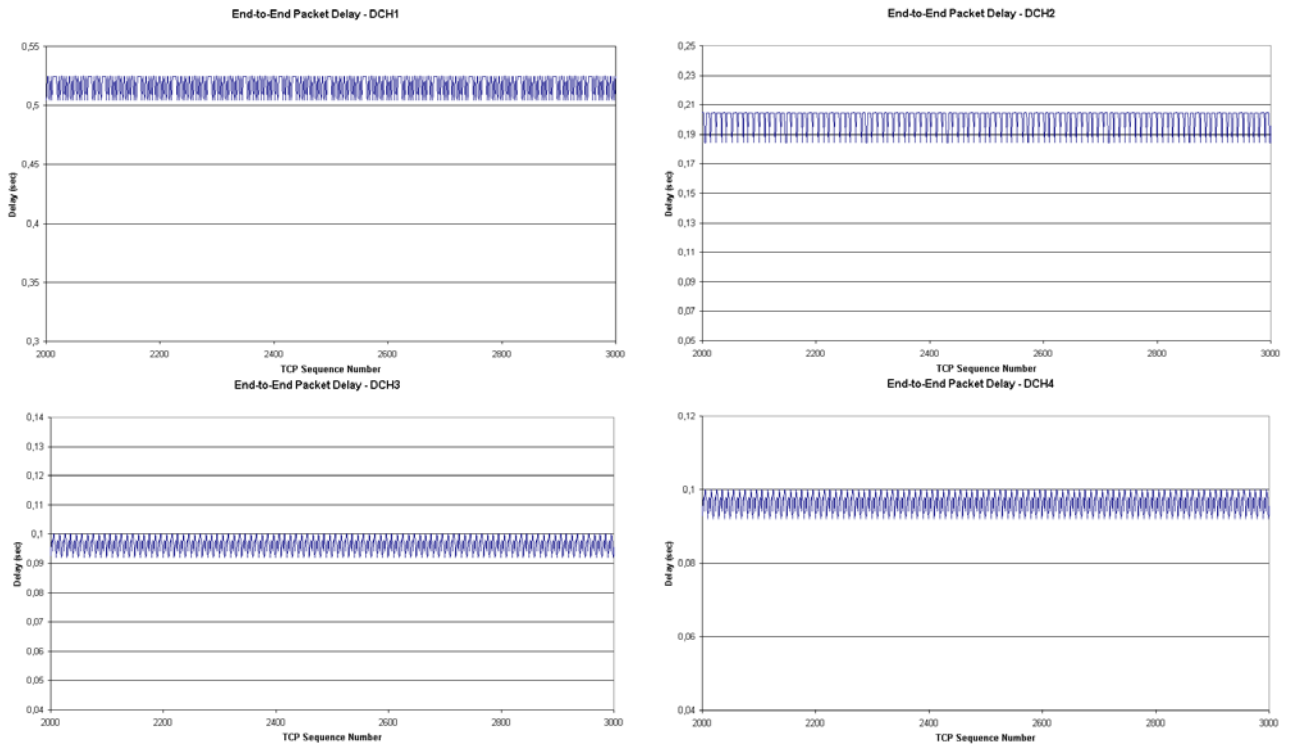 End-to-End Packet Delay - DCH1
0,55
0,5
0,45
0,4
0,35
0,3
Delay (sec)
2000 2200 2400 2600 2800 3000
TCP Sequence Number
End-to-End Packet Delay - DCH2
0,25
0,23
0,21
0,19
0,17
0,15
0,13
0,11
0,09
0,07
0,05
Delay (sec)
2000 2200 2400 2600 2800 3000
TCP Sequence Number
End-to-End Packet Delay - DCH3
0,14
0,13
0,12
0,11
0,1
0,09
0,08
0,07
0,06
0,05
0,04
Delay (sec)
2000 2200 2400 2600 2800 3000
TCP Sequence Number
End-to-End Packet Delay - DCH4
0,12
0,1
0,08
0,06
0,04
Delay (sec)
2000 2200 2400 2600 2800 3000
TCP Sequence Number